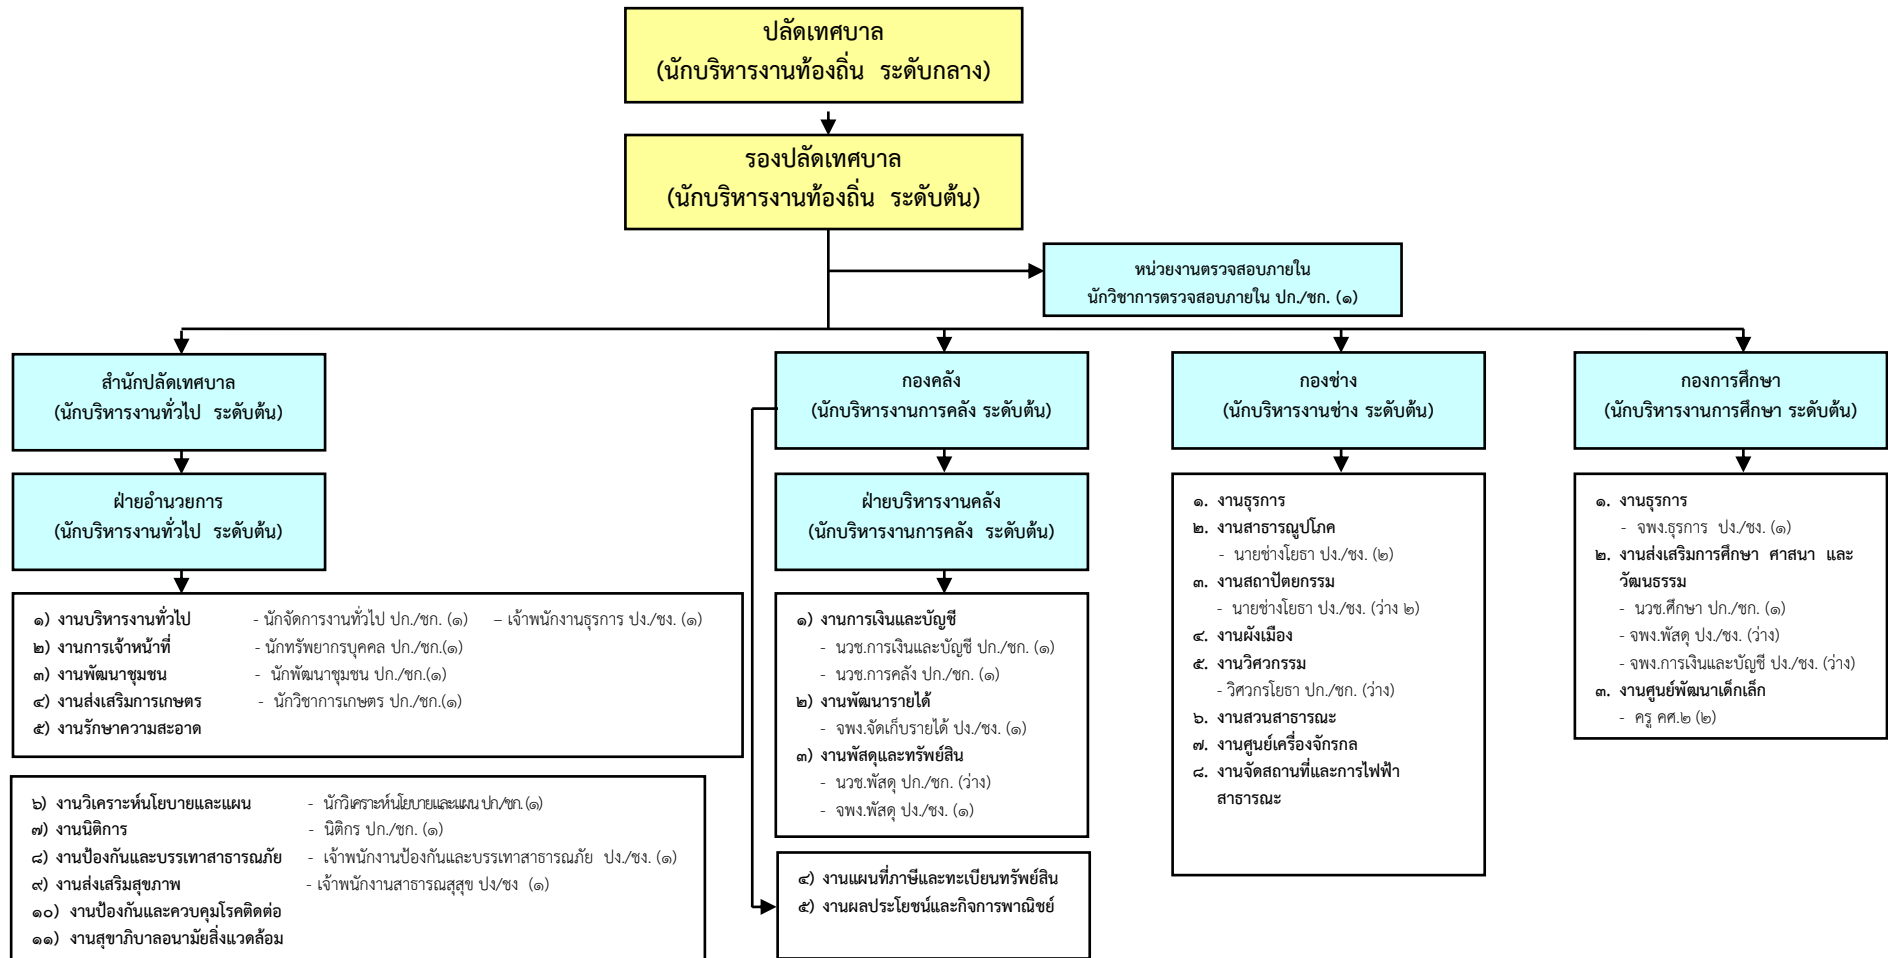 ปลัดเทศบาล
(นักบริหารงานท้องถิ่น ระดับกลาง)
รองปลัดเทศบาล
(นักบริหารงานท้องถิ่น ระดับต้น)
หน่วยงานตรวจสอบภายใน
นักวิชาการตรวจสอบภายใน ปก./ชก. (๑)
สำนักปลัดเทศบาล
(นักบริหารงานทั่วไป ระดับต้น)
ฝ่ายอำนวยการ
(นักบริหารงานทั่วไป ระดับต้น)
๑) งานบริหารงานทั่วไป - นักจัดการงานทั่วไป ปก./ชก. (๑) – เจ้าพนักงานธุรการ ปง./ชง. (๑)
๒) งานการเจ้าหน้าที่ - นักทรัพยากรบุคคล ปก./ชก.(๑)
๓) งานพัฒนาชุมชน - นักพัฒนาชุมชน ปก./ชก.(๑)
๔) งานส่งเสริมการเกษตร - นักวิชาการเกษตร ปก./ชก.(๑)
๕) งานรักษาความสะอาด
๖) งานวิเคราะห์นโยบายและแผน - นักวิเคราะห์นโยบายและแผน ปก./ชก. (๑)
๗) งานนิติการ - นิติกร ปก./ชก. (๑)
๘) งานป้องกันและบรรเทาสาธารณภัย - เจ้าพนักงานป้องกันและบรรเทาสาธารณภัย ปง./ชง. (๑)
๙) งานส่งเสริมสุขภาพ - เจ้าพนักงานสาธารณสุสุข ปง/ชง (๑)
๑๐) งานป้องกันและควบคุมโรคติดต่อ
๑๑) งานสุขาภิบาลอนามัยสิ่งแวดล้อม
กองคลัง
(นักบริหารงานการคลัง ระดับต้น)
ฝ่ายบริหารงานคลัง
(นักบริหารงานการคลัง ระดับต้น)
๑) งานการเงินและบัญชี
- นวช.การเงินและบัญชี ปก./ชก. (๑)
- นวช.การคลัง ปก./ชก. (๑)
๒) งานพัฒนารายได้
- จพง.จัดเก็บรายได้ ปง./ชง. (๑)
๓) งานพัสดุและทรัพย์สิน
- นวช.พัสดุ ปก./ชก. (ว่าง)
- จพง.พัสดุ ปง./ชง. (๑)
๔) งานแผนที่ภาษีและทะเบียนทรัพย์สิน
๕) งานผลประโยชน์และกิจการพาณิชย์
กองช่าง
(นักบริหารงานช่าง ระดับต้น)
๑. งานธุรการ
๒. งานสาธารณูปโภค
- นายช่างโยธา ปง./ชง. (๒)
๓. งานสถาปัตยกรรม
- นายช่างโยธา ปง./ชง. (ว่าง ๒)
๔. งานผังเมือง
๕. งานวิศวกรรม
- วิศวกรโยธา ปก./ชก. (ว่าง)
๖. งานสวนสาธารณะ
๗. งานศูนย์เครื่องจักรกล
๘. งานจัดสถานที่และการไฟฟ้า
สาธารณะ
กองการศึกษา
(นักบริหารงานการศึกษา ระดับต้น)
๑. งานธุรการ
- จพง.ธุรการ ปง./ชง. (๑)
๒. งานส่งเสริมการศึกษา ศาสนา และ
วัฒนธรรม
- นวช.ศึกษา ปก./ชก. (๑)
- จพง.พัสดุ ปง./ชง. (ว่าง)
- จพง.การเงินและบัญชี ปง./ชง. (ว่าง)
๓. งานศูนย์พัฒนาเด็กเล็ก
- ครู คศ.๒ (๒)